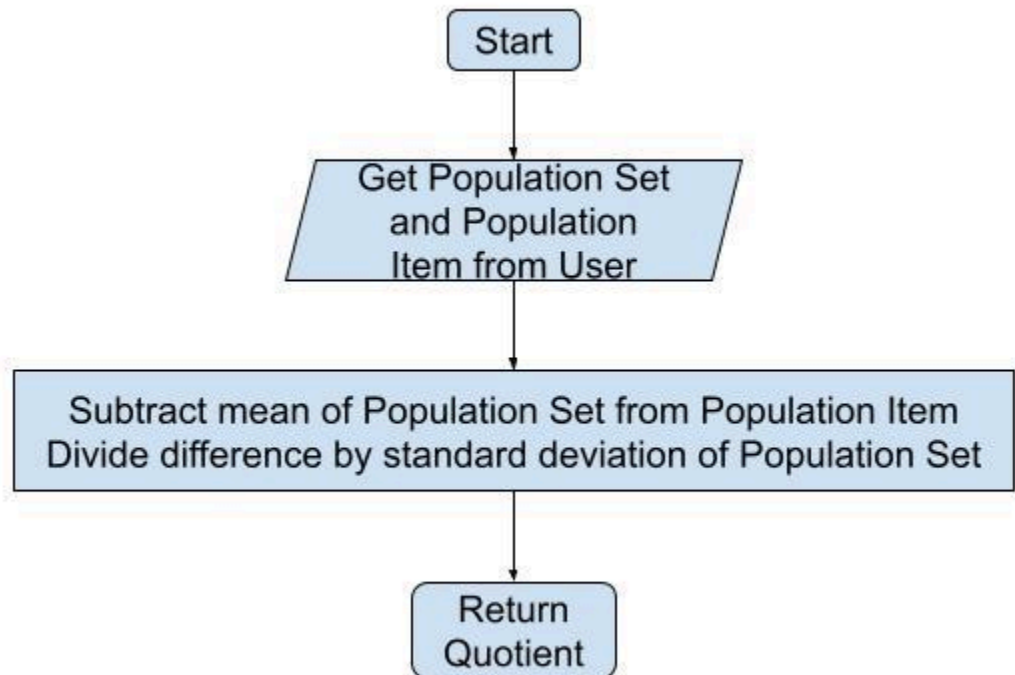 Start
Get Population Set
and Population
Item from User
Subtract mean of Population Set from Population Item
Divide difference by standard deviation of Population Set
Return
Quotient